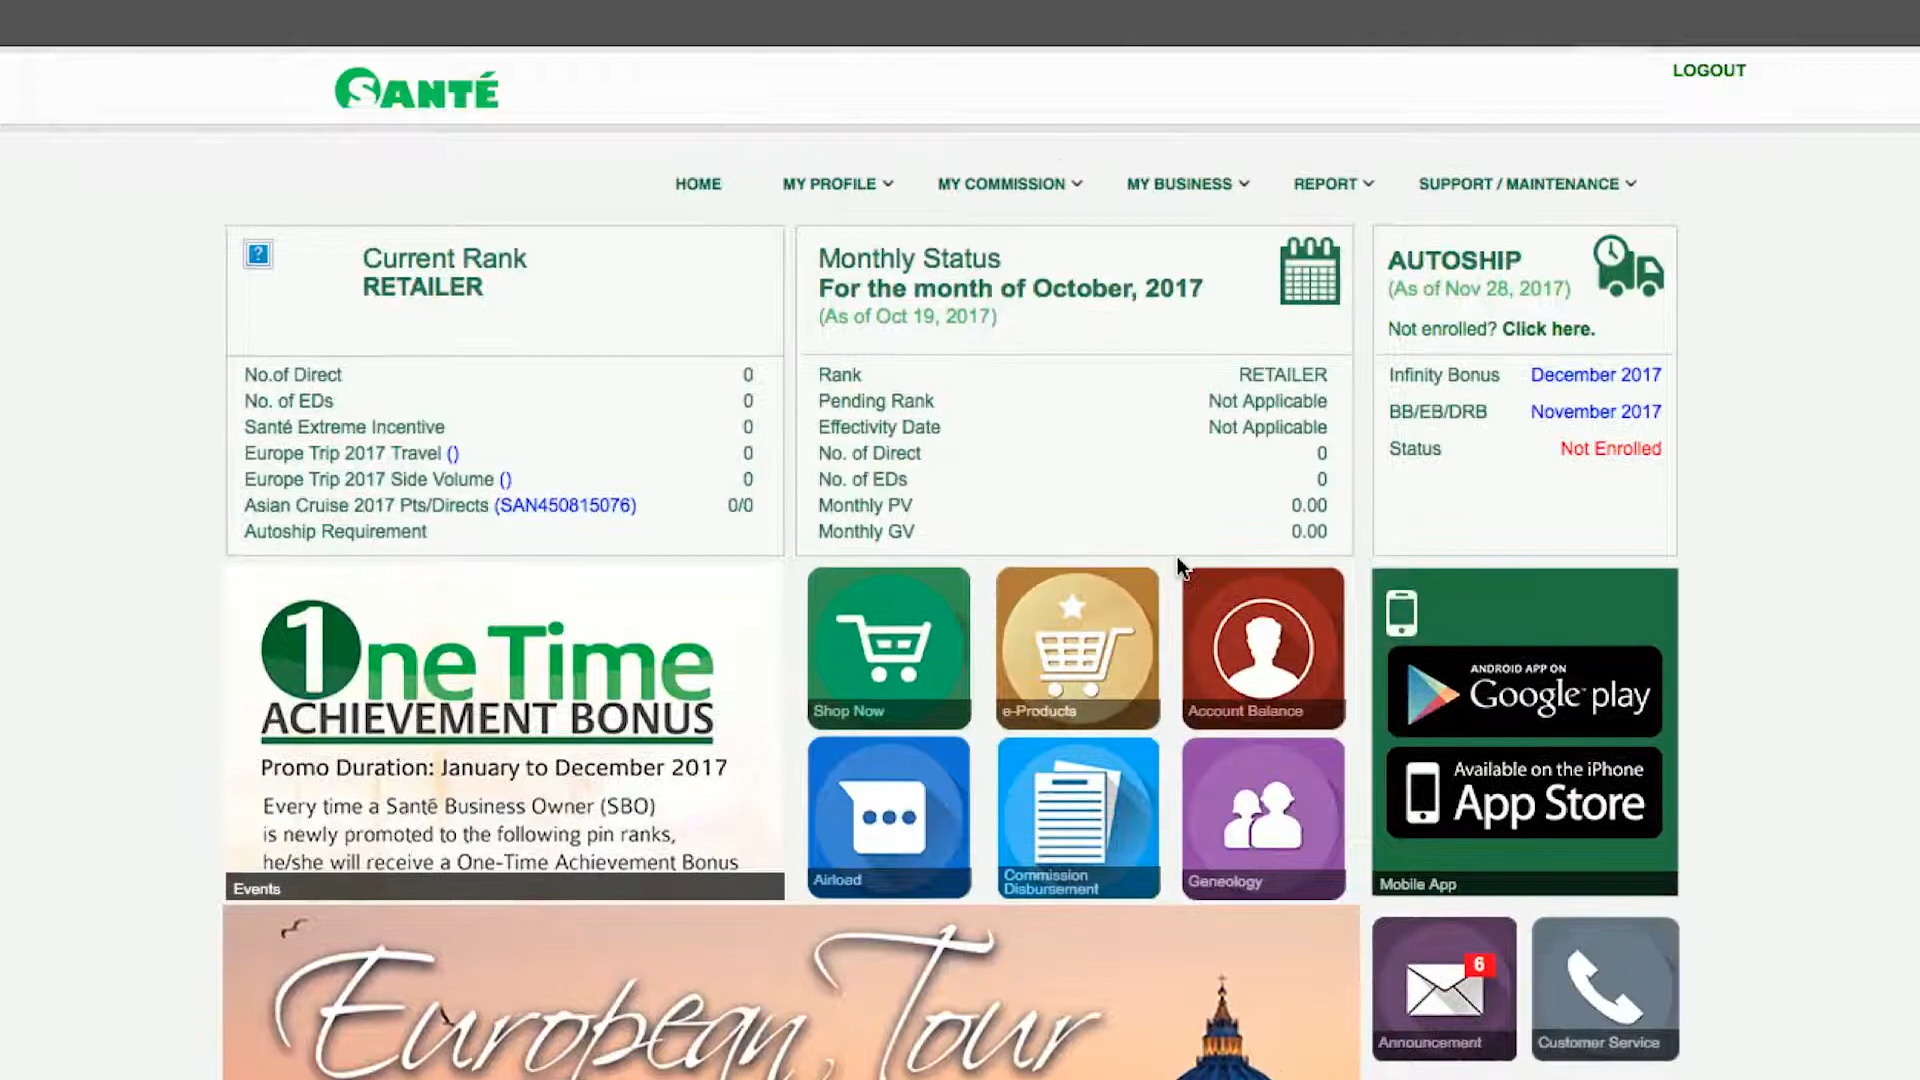 SANTÉ
LOGOUT
HOME MY PROFILE MY COMMISSION MY BUSINESS REPORT SUPPORT / MAINTENANCE
Current Rank
RETAILER
No.of Direct 0
No. of EDs 0
Santé Extreme Incentive 0
Europe Trip 2017 Travel () 0
Europe Trip 2017 Side Volume () 0
Asian Cruise 2017 Pts/Directs (SAN450815076) 0/0
Autoship Requirement
Monthly Status
For the month of October, 2017
(As of Oct 19, 2017)
Rank RETAILER
Pending Rank Not Applicable
Effectivity Date Not Applicable
No. of Direct 0
No. of EDs 0
Monthly PV 0.00
Monthly GV 0.00
AUTOSHIP
(As of Nov 28, 2017)
Not enrolled? Click here.
Infinity Bonus December 2017
BB/EB/DRB November 2017
Status Not Enrolled
1One Time
ACHIEVEMENT BONUS
Promo Duration: January to December 2017
Every time a Santé Business Owner (SBO)
is newly promoted to the following pin ranks,
he/she will receive a One-Time Achievement Bonus
Events
Shop Now
e-Products
Account Balance
Airload
Commission
Disbursement
Geneology
ANDROID APP ON
Google play
Available on the iPhone
App Store
Mobile App
European Tour
6
Announcement
Customer Service